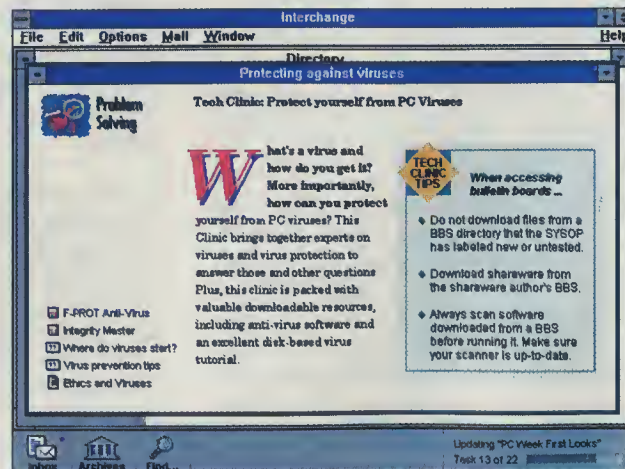 Interchange
File Edit Options Mail Window Help
Directory
Protecting against viruses
Problem
Solving
Tech Clinic: Protect yourself from PC Viruses
What's a virus and
how do you get it?
More importantly,
how can you protect
yourself from PC viruses? This
Clinic brings together experts on
viruses and virus protection to
answer those and other questions
Plus, this clinic is packed with
valuable downloadable resources,
including anti-virus software and
an excellent disk-based virus
tutorial.
F-PROT Anti-Virus
Integrity Master
Where do viruses start?
Virus prevention tips
Ethics and Viruses
TECH
CLINIC
TIPS
When accessing
bulletin boards ...
Do not download files from a
BBS directory that the SYSOP
has labeled new or untested.
Download shareware from
the shareware author's BBS.
Always scan software
downloaded from a BBS
before running it. Make sure
your scanner is up-to-date.
Inbox Archives Find...
Updating "PC Week First Looks"
Task 13 of 22